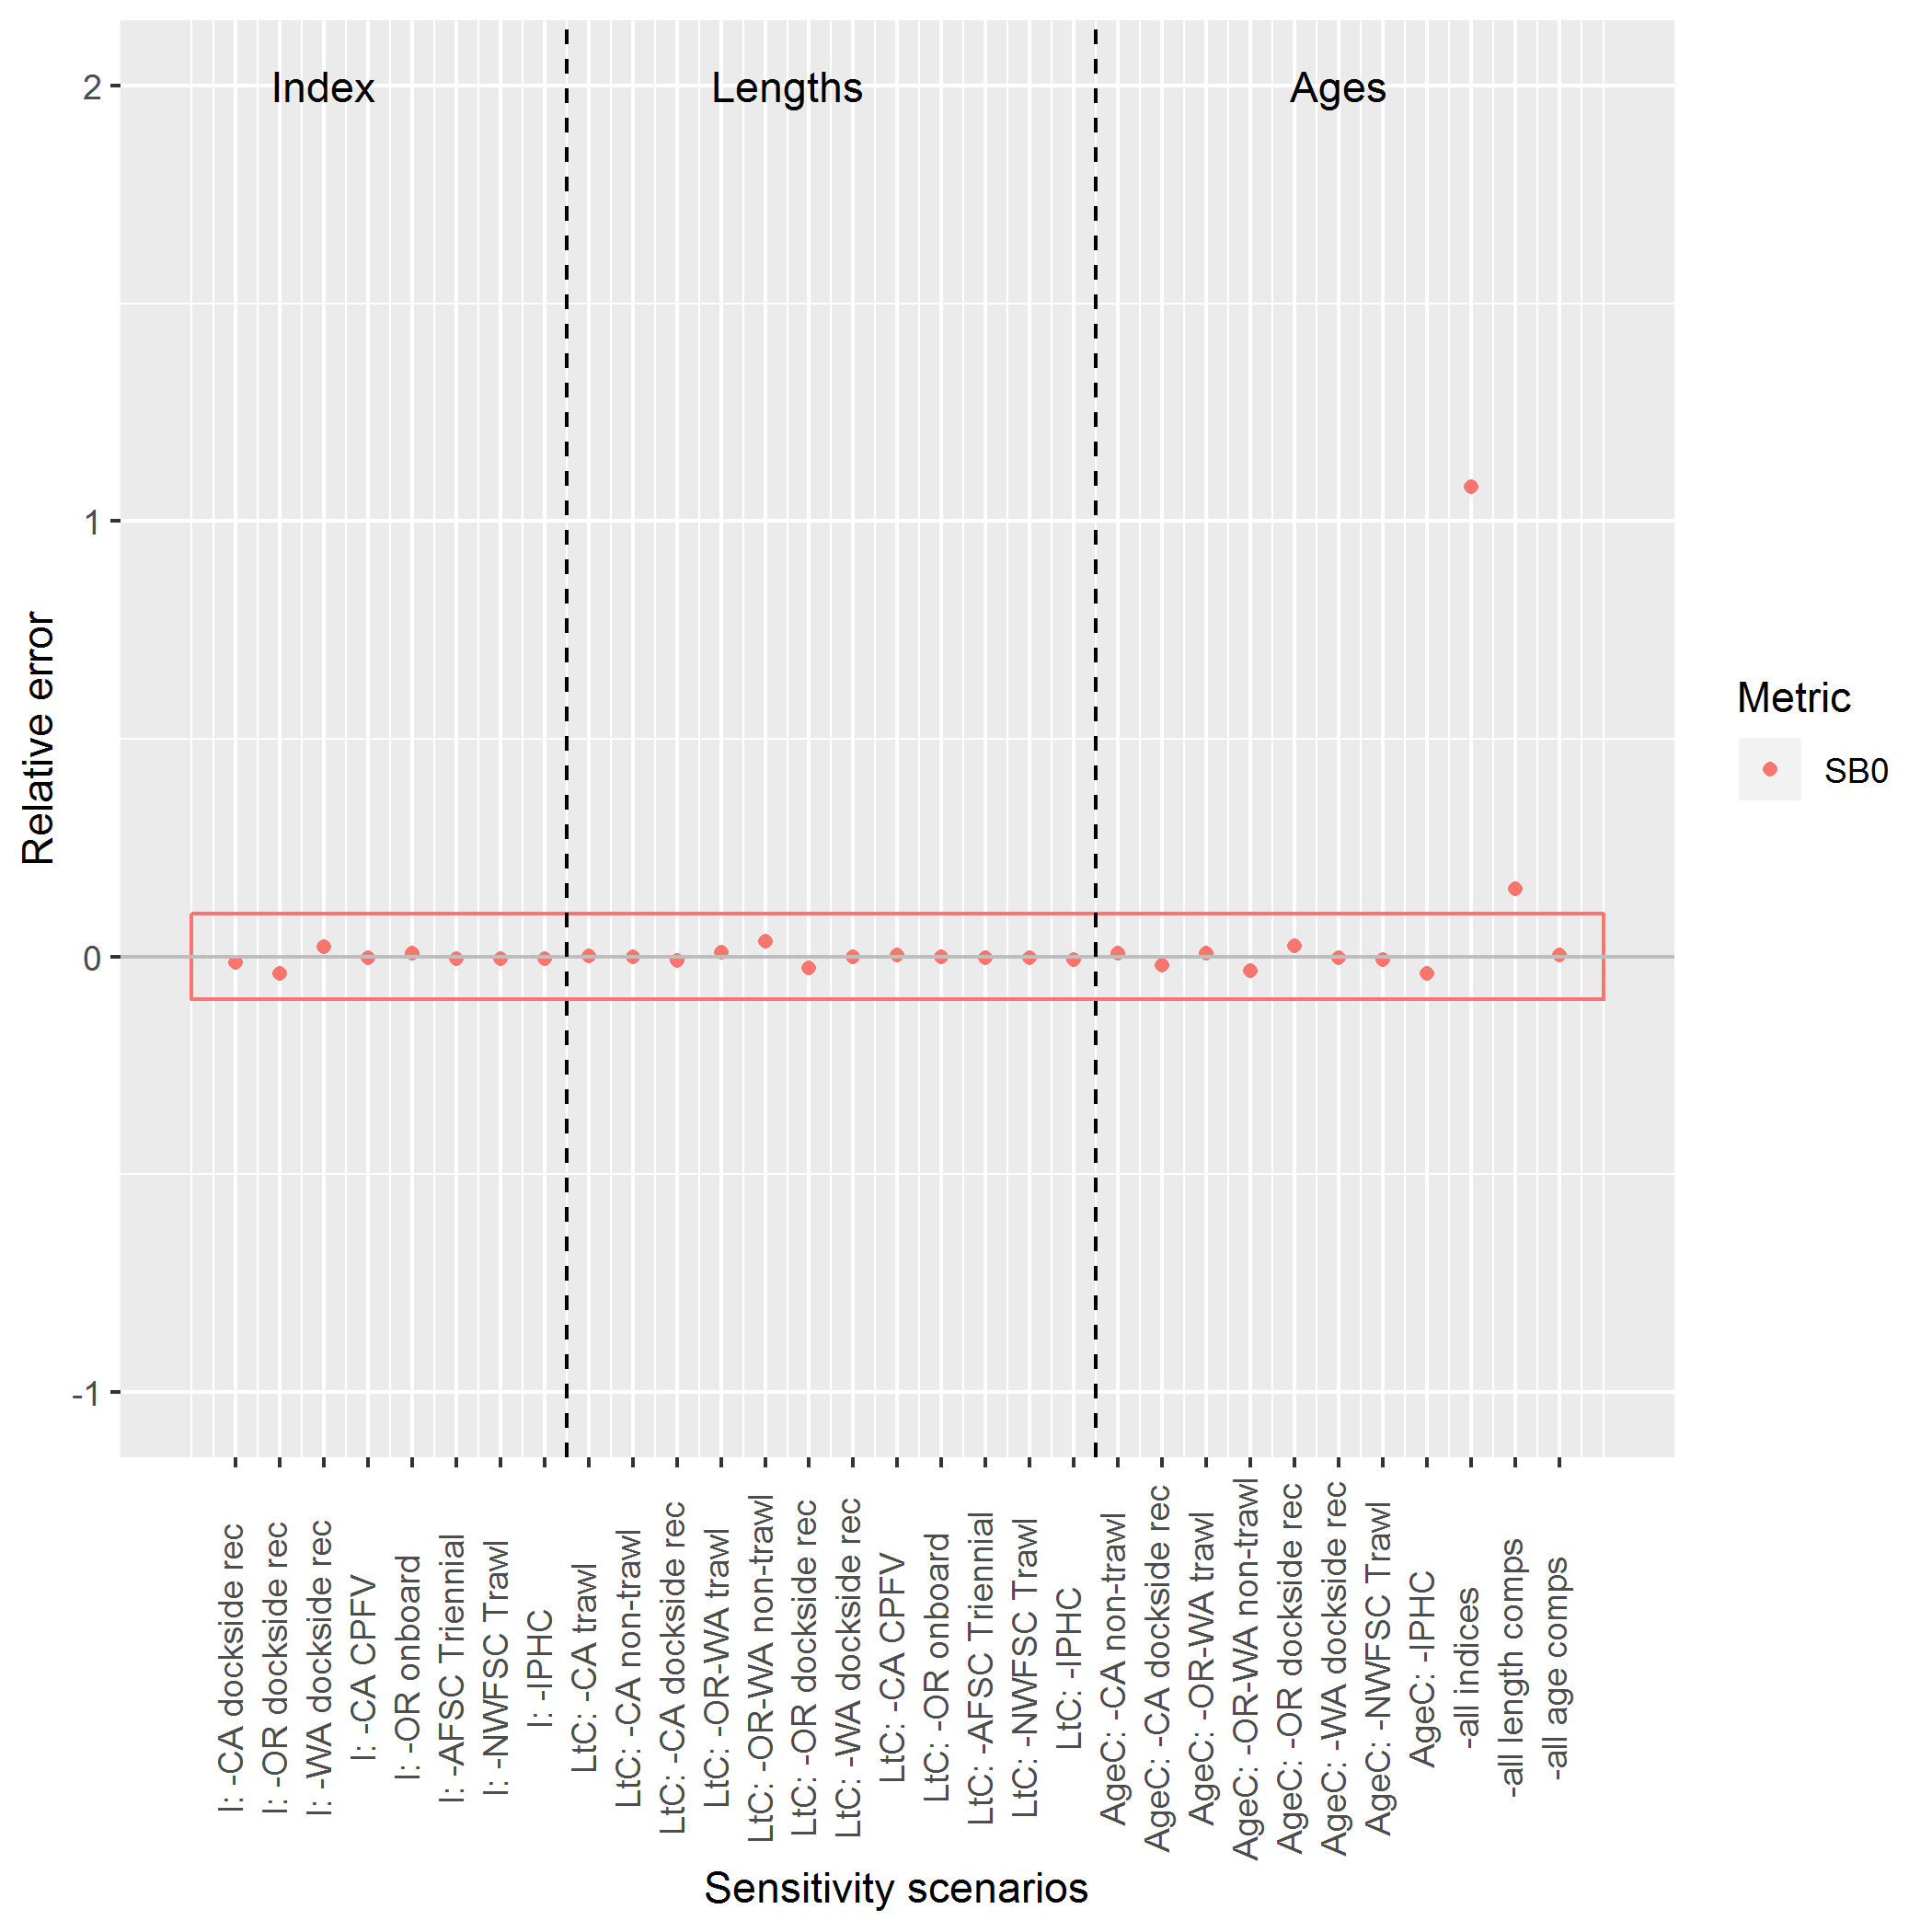 Index
Lengths
Ages
2
1
0
-1
Relative error
Metric
SB0
I: -CA dockside rec
I: -OR dockside rec
I: -WA dockside rec
I: -CA CPFV
I: -OR onboard
I: -AFSC Triennial
I: -NWFSC Trawl
I: -IPHC
LtC: -CA trawl
LtC: -CA non-trawl
LtC: -CA dockside rec
LtC: -OR-WA trawl
LtC: -OR-WA non-trawl
LtC: -OR dockside rec
LtC: -WA dockside rec
LtC: -CA CPFV
LtC: -OR onboard
LtC: -AFSC Triennial
LtC: -NWFSC Trawl
LtC: -IPHC
AgeC: -CA non-trawl
AgeC: -CA dockside rec
AgeC: -OR-WA trawl
AgeC: -OR-WA non-trawl
AgeC: -OR dockside rec
AgeC: -WA dockside rec
AgeC: -NWFSC Trawl
AgeC: -IPHC
-all indices
-all length comps
-all age comps
Sensitivity scenarios